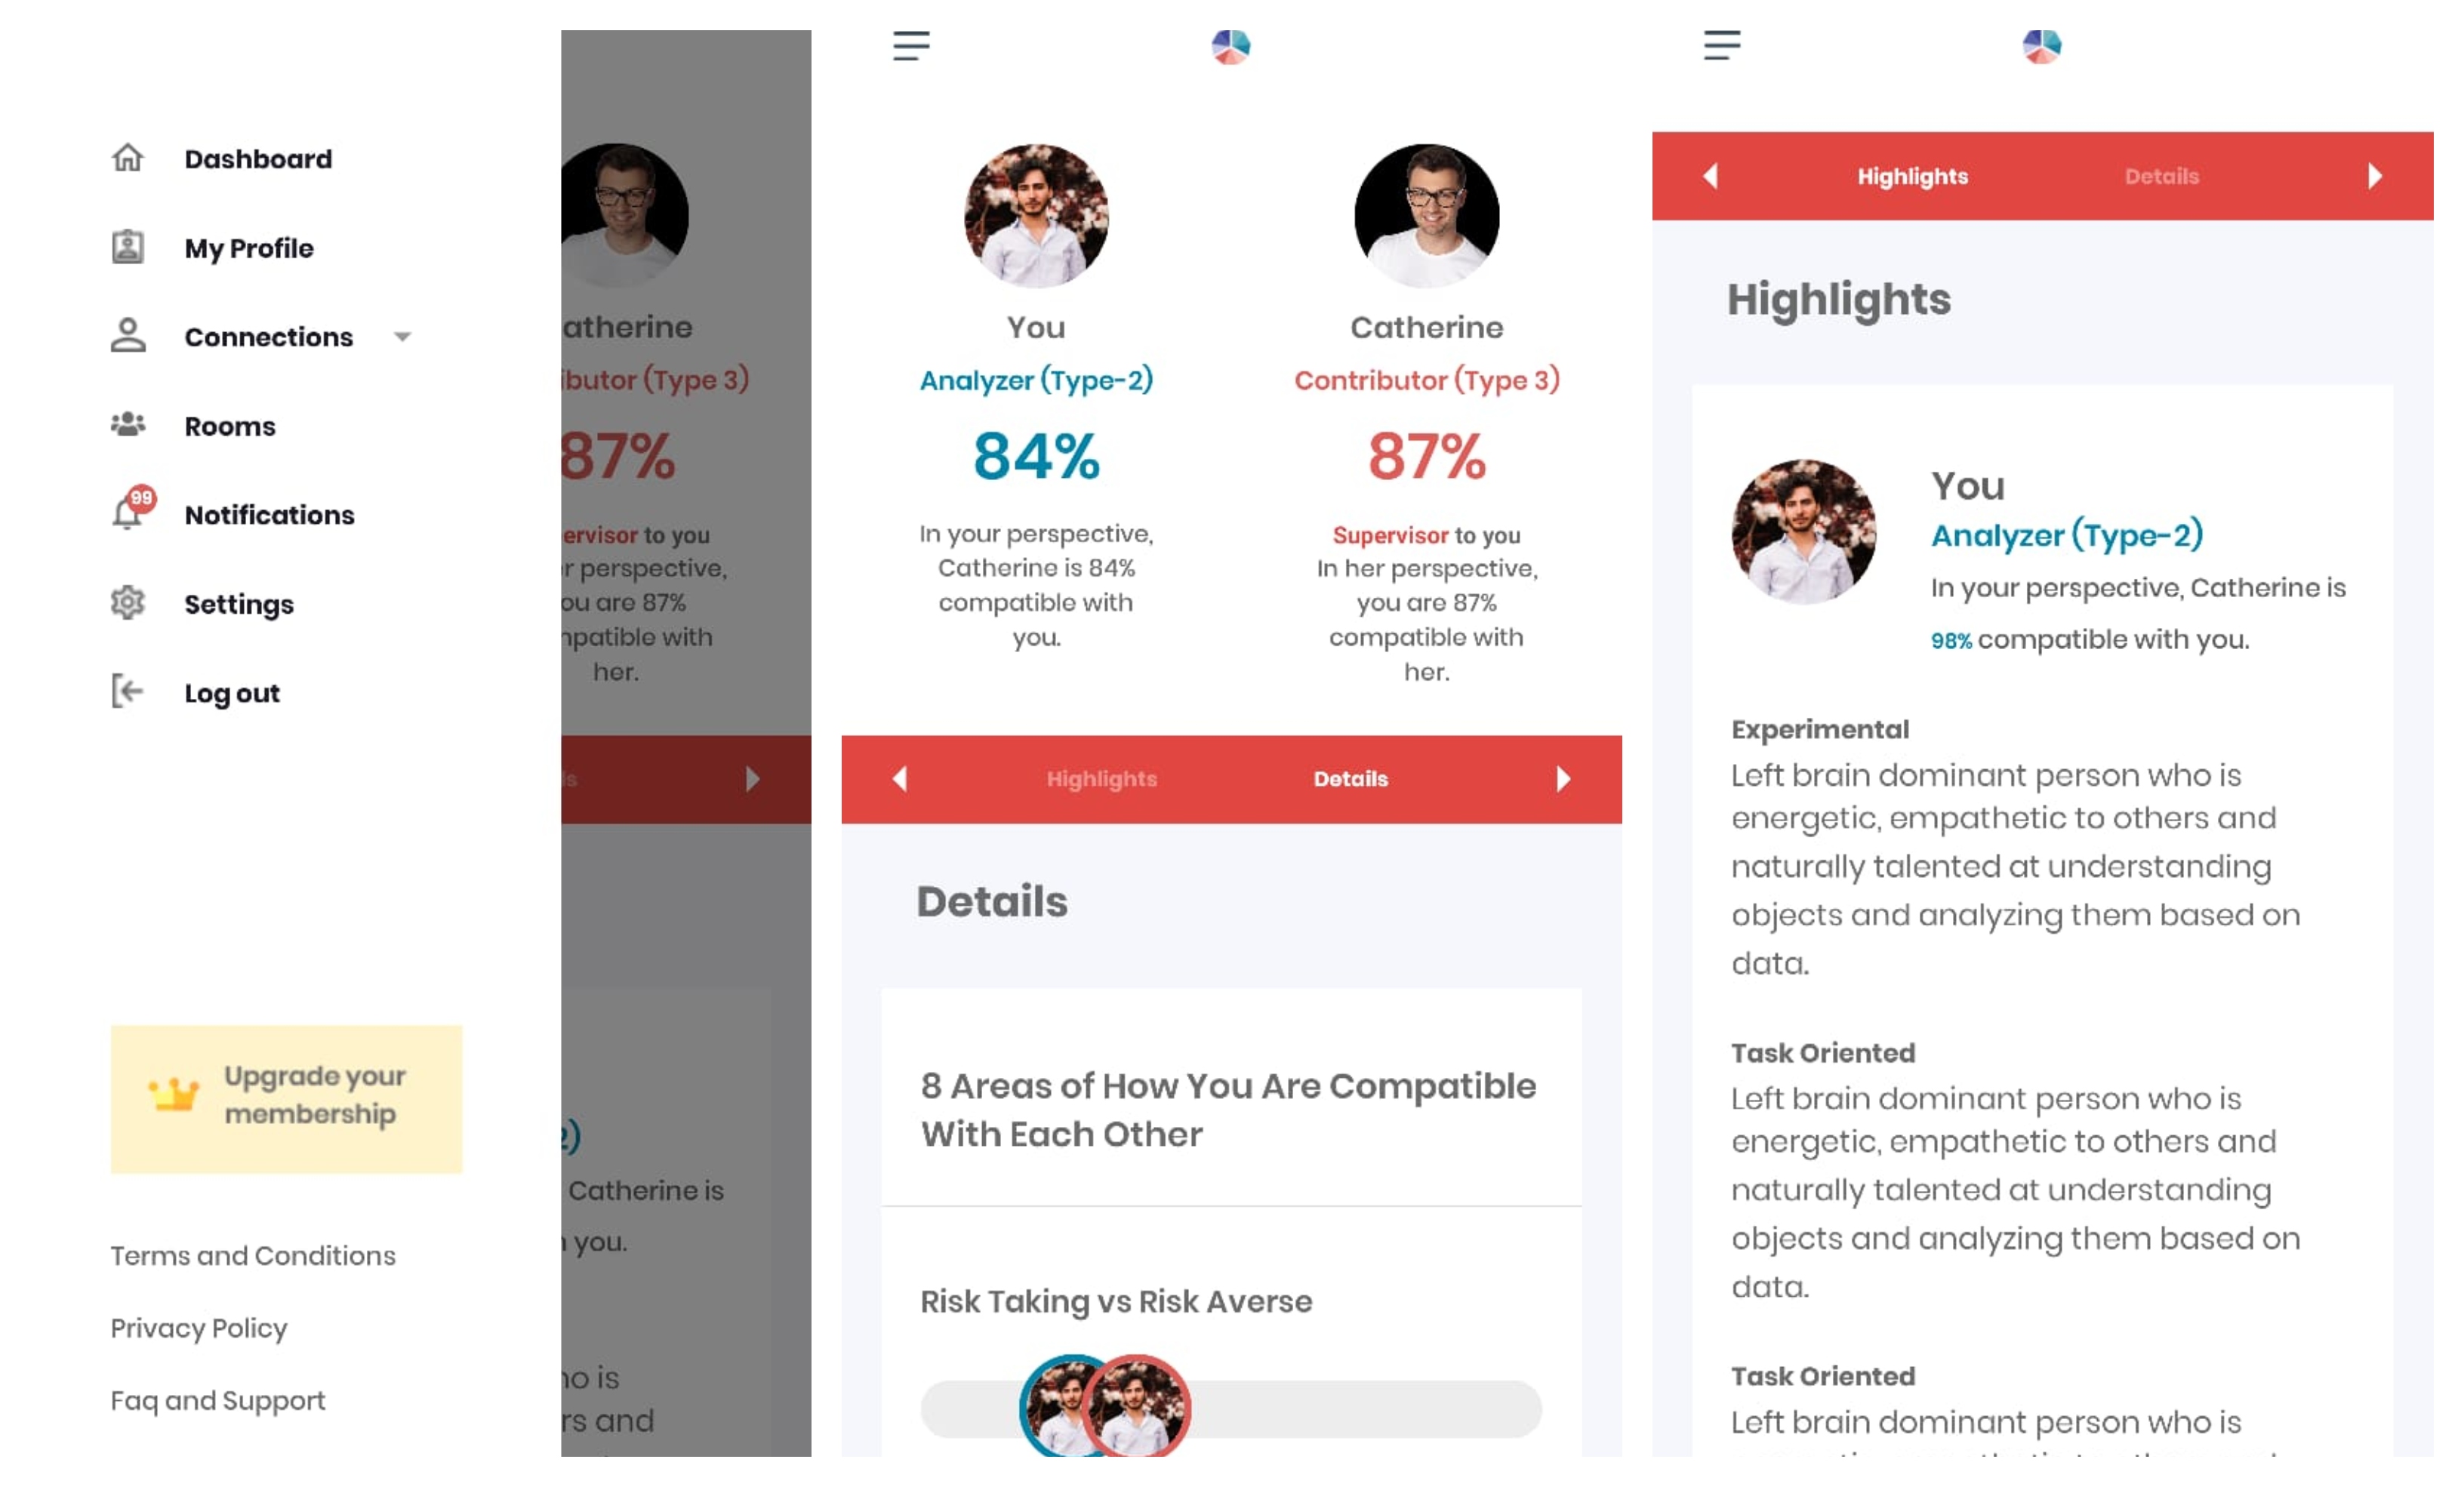 Dashboard
My Profile
Connections
Rooms
99
Notifications
Settings
Log out
Upgrade your
membership
Terms and Conditions
Privacy Policy
Faq and Support
atherine
ibutor (Type 3)
87%
ervisor to you
r perspective,
ou are 87%
npatible with
her.
ls
2)
Catherine is
you.
no is
rs and
You
Analyzer (Type-2)
84%
In your perspective,
Catherine is 84%
compatible with
you.
Catherine
Contributor (Type 3)
87%
Supervisor to you
In her perspective,
you are 87%
compatible with
her.
Highlights
Details
Details
8 Areas of How You Are Compatible
With Each Other
Risk Taking vs Risk Averse
Highlights
Details
Highlights
You
Analyzer (Type-2)
In your perspective, Catherine is
98% compatible with you.
Experimental
Left brain dominant person who is
energetic, empathetic to others and
naturally talented at understanding
objects and analyzing them based on
data.
Task Oriented
Left brain dominant person who is
energetic, empathetic to others and
naturally talented at understanding
objects and analyzing them based on
data.
Task Oriented
Left brain dominant person who is